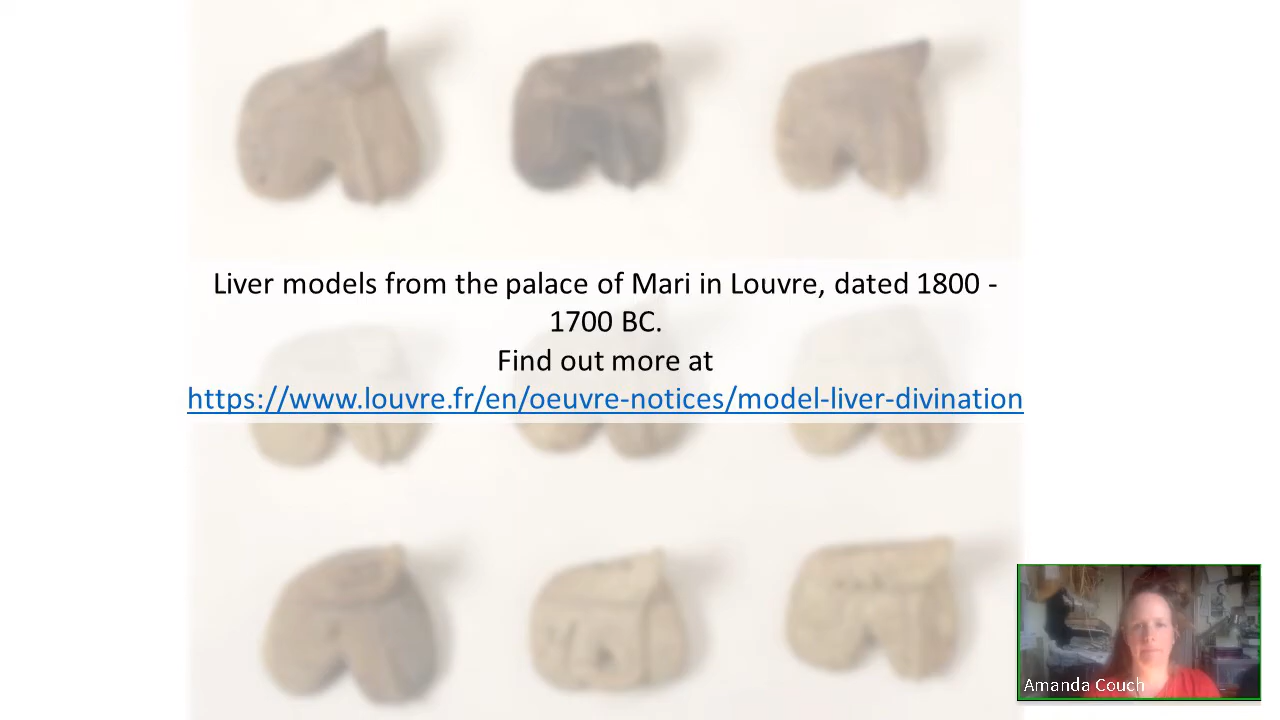 Liver models from the palace of Mari in Louvre, dated 1800 -
1700 BC.
Find out more at
https://www.louvre.fr/en/oeuvre-notices/model-liver-divination
Amanda Couch